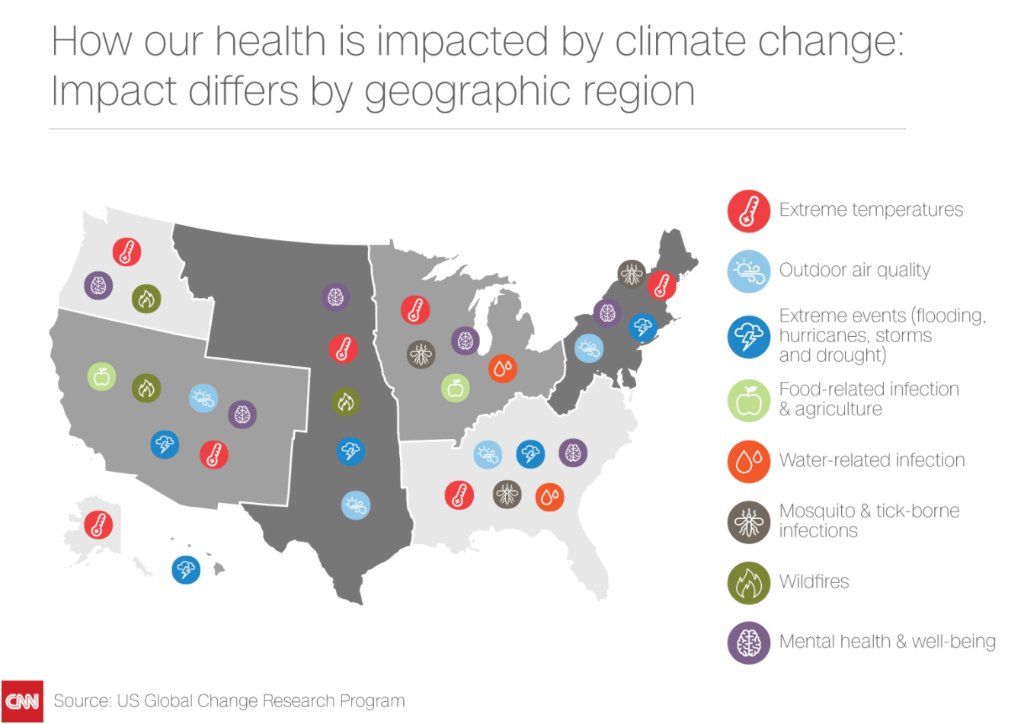 How our health is impacted by climate change:
Impact differs by geographic region
Extreme temperatures
Outdoor air quality
Extreme events (flooding,
hurricanes, storms
and drought)
Food-related infection
& agriculture
Water-related infection
Mosquito & tick-borne
infections
Wildfires
Mental health & well-being
CNN
Source: US Global Change Research Program